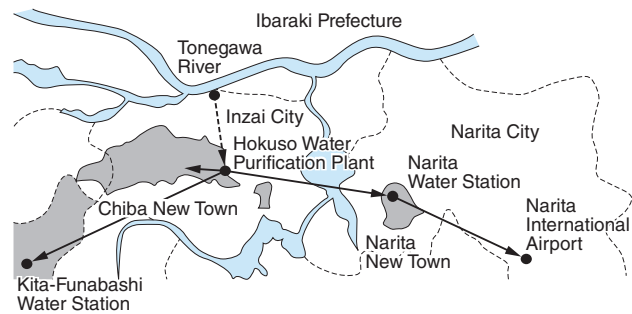 Ibaraki Prefecture
Tonegawa
River
Inzai City
Narita City
Hokuso Water
Purification Plant
Narita
Water Station
Chiba New Town
Narita
International
Airport
Narita
New Town
Kita-Funabashi
Water Station